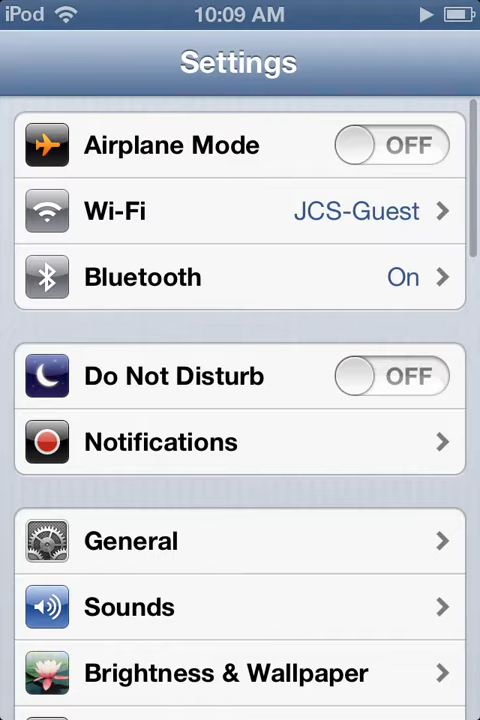 iPod 10:09 AM
Settings
Airplane Mode OFF
Wi-Fi JCS-Guest
Bluetooth On
Do Not Disturb OFF
Notifications
General
Sounds
Brightness & Wallpaper